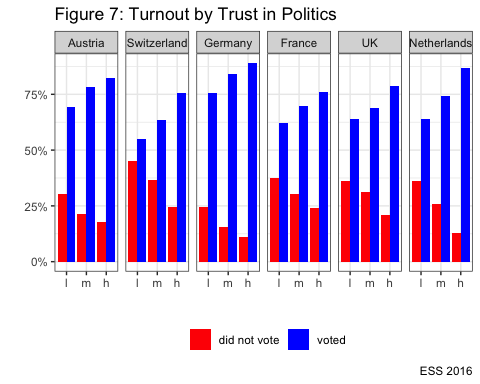 Figure 7: Turnout by Trust in Politics
Austria Switzerland Germany France UK Netherlands
75%
50%
25%
0%
l m h l m h l m h l m h l m h l m h
did not vote voted
ESS 2016